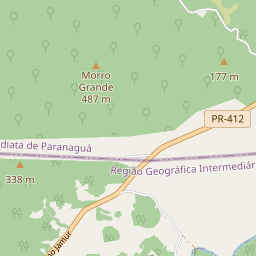 Morro
Grande
487 m
177 m
PR-412
diata de Paranaguá
Região Geográfica Intermediár
338 m
o Jamur